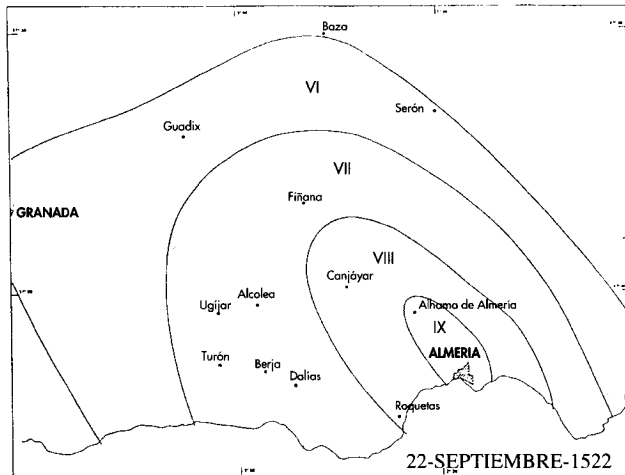 Baza
VI
Serón
Guadix
VII
Fiñana
GRANADA
VIII
Canjáyar
Alcolea
Ugíjar
Alhama de Almeria
IX
ALMERIA
Turón
Berja
Dalías
Roquetas
22-SEPTIEMBRE-1522